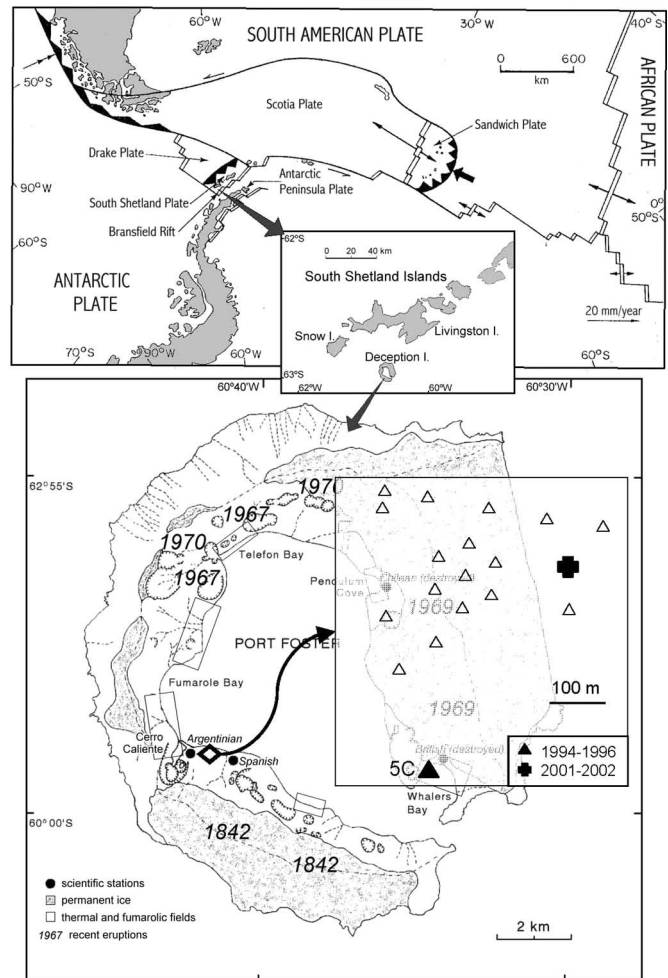 60° W
30° W
40° S
SOUTH AMERICAN PLATE
0
600
km
50°S
AFRICAN PLATE
Scotia Plate
Sandwich Plate
Drake Plate
Antarctic
Peninsula Plate
South Shetland Plate
Bransfield Rift
90°W
0°
50°S
60°S
ANTARCTIC
PLATE
20 mm/year
70°S
90°W
60°W
60°S
62°S
0 20 40 km
South Shetland Islands
Snow I.
Livingston I.
Deception I.
63°S
62°W
60°W
60°40' W
60°30' W
62°55'
1970
1967
1970
Telefon Bay
1967
Pendulum
Cove
Chilean (destroyed)
1969
PORT FOSTER
Fumarole Bay
100 m
1969
Cerro
Caliente
Argentinian
British (destroyed)
Spanish
5C
1994-1996
2001-2002
Whalers
Bay
60°00'
1842
1842
scientific stations
permanent ice
thermal and fumarolic fields
1967 recent eruptions
2 km